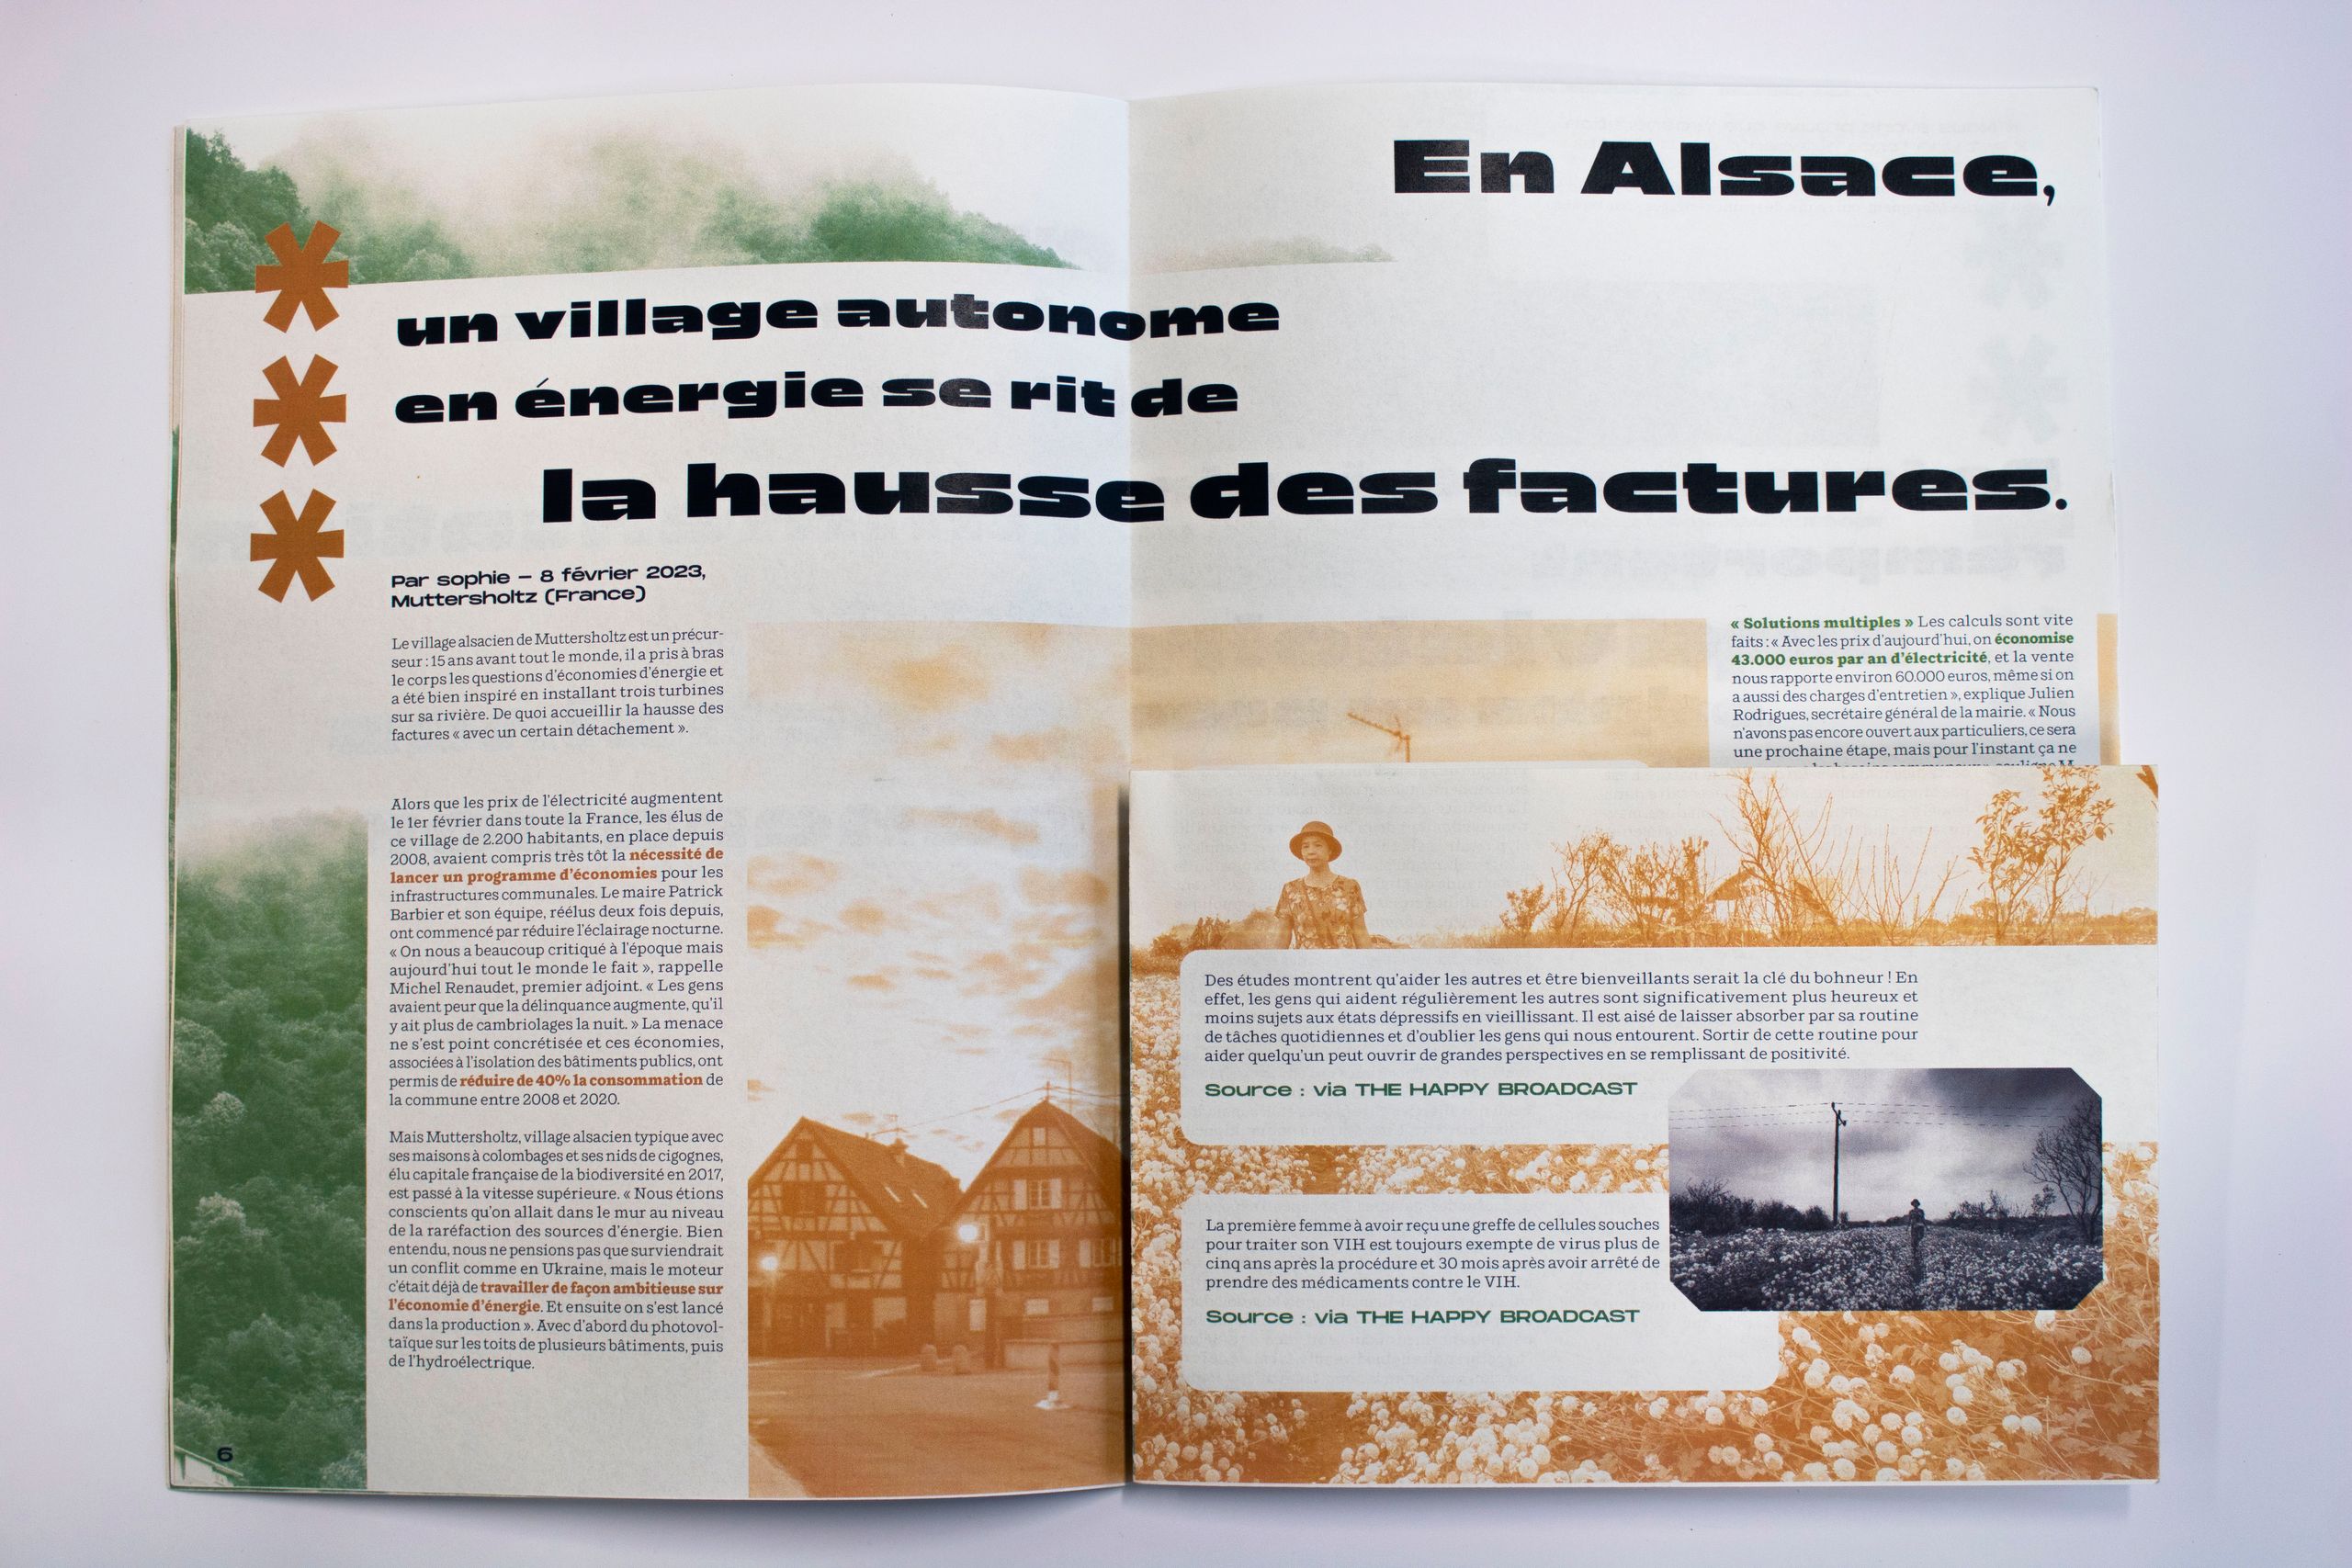 En Alsace,
un village autonome
en énergie se rit de
la hausse des factures.
Par sophie – 8 février 2023,
Muttersholtz (France)
Le village alsacien de Muttersholtz est un précur-
seur : 15 ans avant tout le monde, il a pris à bras
le corps les questions d'économies d'énergie et
a été bien inspiré en installant trois turbines
sur sa rivière. De quoi accueillir la hausse des
factures « avec un certain détachement ».
Alors que les prix de l'électricité augmentent
le 1er février dans toute la France, les élus de
ce village de 2.200 habitants, en place depuis
2008, avaient compris très tôt la nécessité de
lancer un programme d'économies pour les
infrastructures communales. Le maire Patrick
Barbier et son équipe, réélus deux fois depuis,
ont commencé par réduire l'éclairage nocturne.
« On nous a beaucoup critiqué à l'époque mais
aujourd'hui tout le monde le fait », rappelle
Michel Renaudet, premier adjoint. « Les gens
avaient peur que la délinquance augmente, qu'il
y ait plus de cambriolages la nuit. » La menace
ne s'est point concrétisée et ces économies,
associées à l'isolation des bâtiments publics, ont
permis de réduire de 40% la consommation de
la commune entre 2008 et 2020.
Mais Muttersholtz, village alsacien typique avec
ses maisons à colombages et ses nids de cigognes,
élu capitale française de la biodiversité en 2017,
est passé à la vitesse supérieure. « Nous étions
conscients qu'on allait dans le mur au niveau
de la raréfaction des sources d'énergie. Bien
entendu, nous ne pensions pas que surviendrait
un conflit comme en Ukraine, mais le moteur
c'était déjà de travailler de façon ambitieuse sur
l'économie d'énergie. Et ensuite on s'est lancé
dans la production ». Avec d'abord du photovol-
taïque sur les toits de plusieurs bâtiments, puis
de l'hydroélectrique.
6
« Solutions multiples » Les calculs sont vite
faits : « Avec les prix d'aujourd'hui, on économise
43.000 euros par an d'électricité, et la vente
nous rapporte environ 60.000 euros, même si on
a aussi des charges d'entretien », explique Julien
Rodrigues, secrétaire général de la mairie. « Nous
n'avons pas encore ouvert aux particuliers, ce sera
une prochaine étape, mais pour l'instant ça ne
Des études montrent qu'aider les autres et être bienveillants serait la clé du bohneur ! En
effet, les gens qui aident régulièrement les autres sont significativement plus heureux et
moins sujets aux états dépressifs en vieillissant. Il est aisé de laisser absorber par sa routine
de tâches quotidiennes et d'oublier les gens qui nous entourent. Sortir de cette routine pour
aider quelqu'un peut ouvrir de grandes perspectives en se remplissant de positivité.
Source : via THE HAPPY BROADCAST
La première femme à avoir reçu une greffe de cellules souches
pour traiter son VIH est toujours exempte de virus plus de
cinq ans après la procédure et 30 mois après avoir arrêté de
prendre des médicaments contre le VIH.
Source : via THE HAPPY BROADCAST